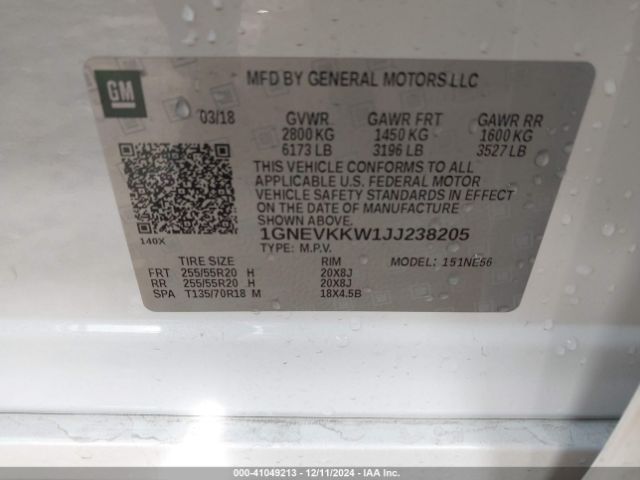 GM
MFD BY GENERAL MOTORS LLC
03/18 GVWR GAWR FRT GAWR RR
2800 KG 1450 KG 1600 KG
6173 LB 3196 LB 3527 LB
THIS VEHICLE CONFORMS TO ALL
APPLICABLE U.S. FEDERAL MOTOR
VEHICLE SAFETY STANDARDS IN EFFECT
ON THE DATE OF MANUFACTURE
SHOWN ABOVE.
1GNEVKKW1JJ238205
140X TYPE: M.P.V.
TIRE SIZE RIM MODEL: 151NE56
FRT 255/55R20 H 20X8J
RR 255/55R20 H 20X8J
SPA T135/70R18 M 18X4.5B
000-41049213 - 12/11/2024 - IAA Inc.